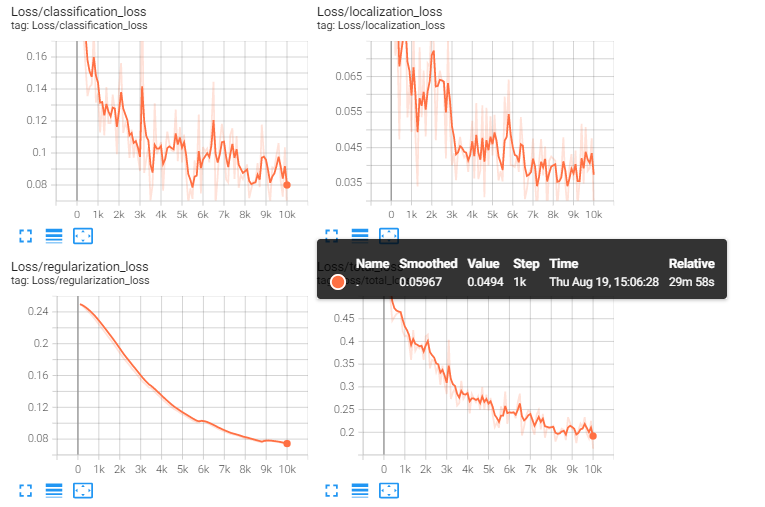 Loss/classification_loss
tag: Loss/classification_loss
0.16
0.14
0.12
0.1
0.08
0 1k 2k 3k 4k 5k 6k 7k 8k 9k 10k
Loss/localization_loss
tag: Loss/localization_loss
0.065
0.055
0.045
0.035
0 1k 2k 3k 4k 5k 6k 7k 8k 9k 10k
Name Smoothed Value Step Time Relative
. 0.05967 0.0494 1k Thu Aug 19, 15:06:28 29m 58s
Loss/regularization_loss
tag: Loss/regularization_loss
0.24
0.2
0.16
0.12
0.08
0 1k 2k 3k 4k 5k 6k 7k 8k 9k 10k
Loss/total_loss
0.45
0.4
0.35
0.3
0.25
0.2
0 1k 2k 3k 4k 5k 6k 7k 8k 9k 10k